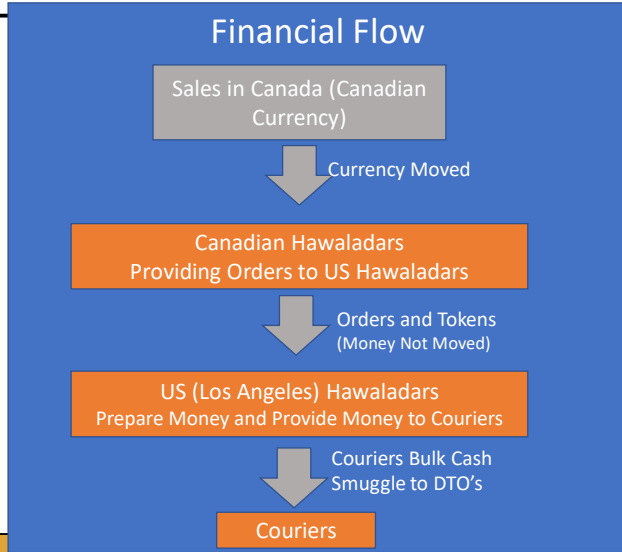 Financial Flow
Sales in Canada (Canadian
Currency)
Currency Moved
Canadian Hawaladars
Providing Orders to US Hawaladars
Orders and Tokens
(Money Not Moved)
US (Los Angeles) Hawaladars
Prepare Money and Provide Money to Couriers
Couriers Bulk Cash
Smuggle to DTO's
Couriers